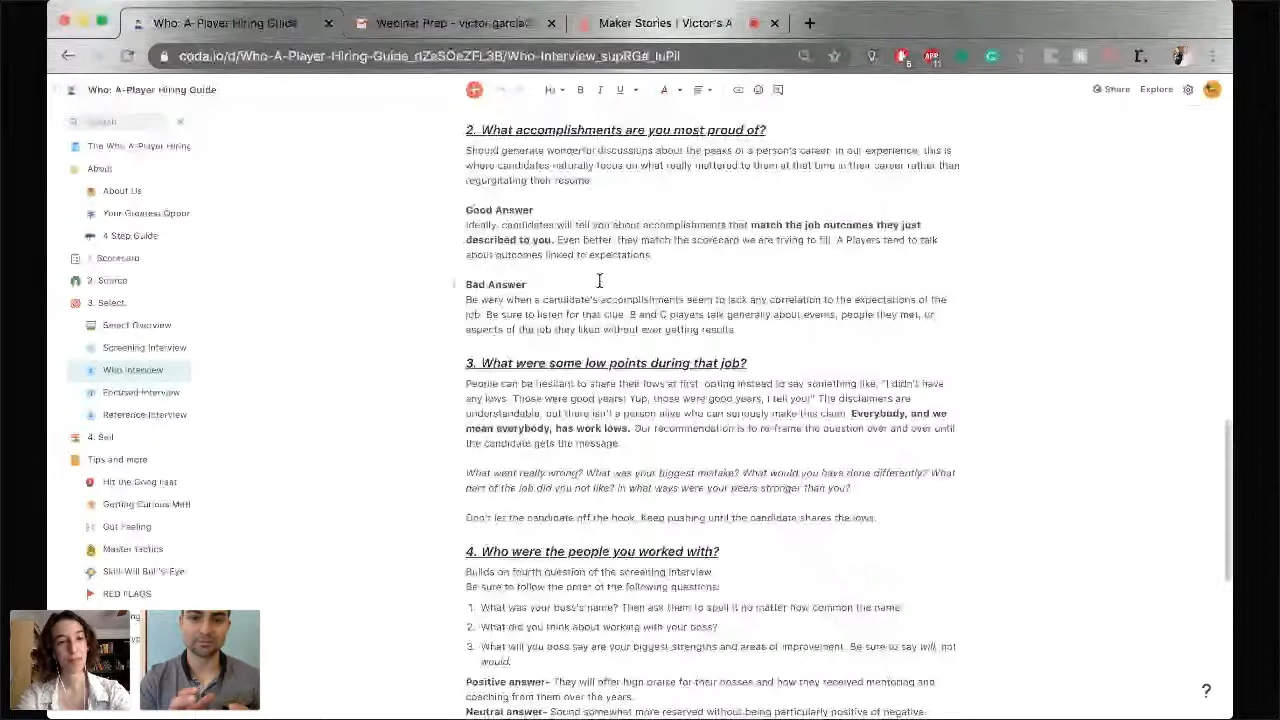 Who: A-Player Hiring Guide
Webinar Prep - victor.garcia
Maker Stories | Victor's A
coda.io/d/Who-A-Player-Hiring-Guide_dZeSOeZFL3B/Who-Interview_supRG#_luPil
Who: A-Player Hiring Guide
Share
Explore
Search
The Who A-Player Hiring
About
About Us
Your Greatest Oppor
4 Step Guide
1. Scorecard
2. Source
3. Select
Select Overview
Screening Interview
Who Interview
Focused Interview
Reference Interview
4. Sell
Tips and more
Hit the Gong Fast
Getting Curious Meth
Gut Feeling
Master Tactics
Skill-Will Bull's-Eye
RED FLAGS
2. What accomplishments are you most proud of?
Should generate wonderful discussions about the peaks of a person's career. In our experience, this is
where candidates naturally focus on what really mattered to them at that time in their career rather than
regurgitating their resume.
Good Answer
Ideally, candidates will tell you about accomplishments that match the job outcomes they just
described to you. Even better, they match the scorecard we are trying to fill. A Players tend to talk
about outcomes linked to expectations.
Bad Answer
Be wary when a candidate's accomplishments seem to lack any correlation to the expectations of the
job. Be sure to listen for that clue. B and C players talk generally about events, people they met, or
aspects of the job they liked without ever getting results.
3. What were some low points during that job?
People can be hesitant to share their lows at first, opting instead to say something like, "I didn't have
any lows. Those were good years! Yup, those were good years, I tell you!" The disclaimers are
understandable, but there isn't a person alive who can seriously make this claim. Everybody, and we
mean everybody, has work lows. Our recommendation is to re-frame the question over and over until
the candidate gets the message.
What went really wrong? What was your biggest mistake? What would you have done differently? What
part of the job did you not like? In what ways were your peers stronger than you?
Don't let the candidate off the hook. Keep pushing until the candidate shares the lows.
4. Who were the people you worked with?
Builds on fourth question of the screening interview
Be sure to follow the order of the following questions:
1. What was your boss's name? Then ask them to spell it no matter how common the name.
2. What did you think about working with your boss?
3. What will you boss say are your biggest strengths and areas of improvement. Be sure to say will, not
would.
Positive answer- They will offer high praise for their bosses and how they received mentoring and
coaching from them over the years.
Neutral answer- Sound somewhat more reserved without being particularly positive of negative.
?